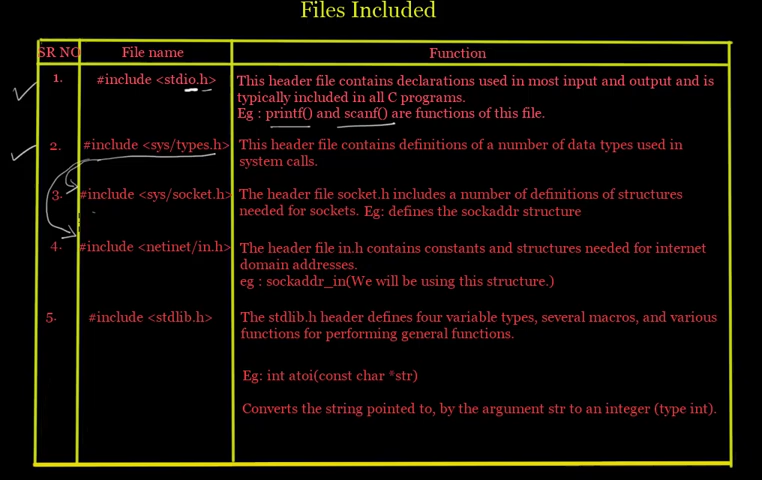 Files Included
SR NO File name Function
1. #include <stdio.h> This header file contains declarations used in most input and output and is
typically included in all C programs.
Eg : printf() and scanf() are functions of this file.
2. #include <sys/types.h> This header file contains definitions of a number of data types used in
system calls.
3. #include <sys/socket.h> The header file socket.h includes a number of definitions of structures
needed for sockets. Eg: defines the sockaddr structure
4. #include <netinet/in.h> The header file in.h contains constants and structures needed for internet
domain addresses.
eg : sockaddr_in(We will be using this structure.)
5. #include <stdlib.h> The stdlib.h header defines four variable types, several macros, and various
functions for performing general functions.
Eg: int atoi(const char *str)
Converts the string pointed to, by the argument str to an integer (type int).